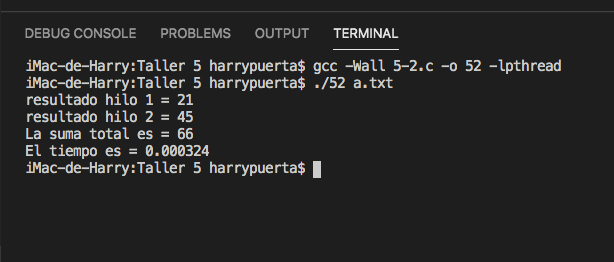 DEBUG CONSOLE PROBLEMS OUTPUT TERMINAL
iMac-de-Harry:Taller 5 harrypuerta$ gcc -Wall 5-2.c -o 52 -lpthread
iMac-de-Harry:Taller 5 harrypuerta$ ./52 a.txt
resultado hilo 1 = 21
resultado hilo 2 = 45
La suma total es = 66
El tiempo es = 0.000324
iMac-de-Harry:Taller 5 harrypuerta$